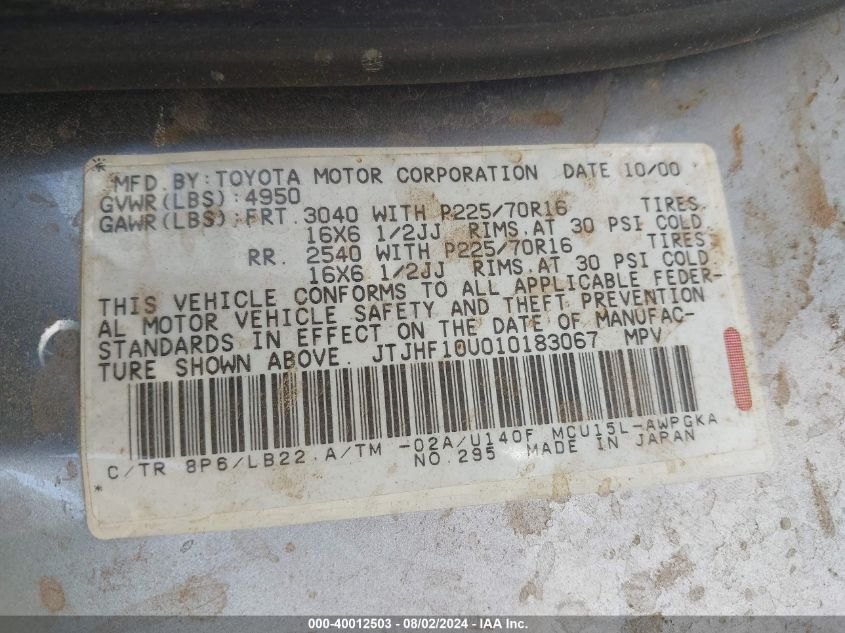 MFD. BY: TOYOTA MOTOR CORPORATION DATE 10/00
GVWR(LBS): 4950
GAWR(LBS): FRT. 3040 WITH P225/70R16 TIRES.
16X6 1/2JJ RIMS. AT 30 PSI COLD.
RR. 2540 WITH P225/70R16 TIRES.
16X6 1/2JJ RIMS. AT 30 PSI COLD.
THIS VEHICLE CONFORMS TO ALL APPLICABLE FEDER-
AL MOTOR VEHICLE SAFETY AND THEFT PREVENTION
STANDARDS IN EFFECT ON THE DATE OF MANUFAC-
TURE SHOWN ABOVE. JTJHF10U010183067 MPV
C/TR 8P6/LB22 A/TM -02A/U140F MCU15L-AWPGKA
NO.295 MADE IN JAPAN
000-40012503 - 08/02/2024 - IAA Inc.